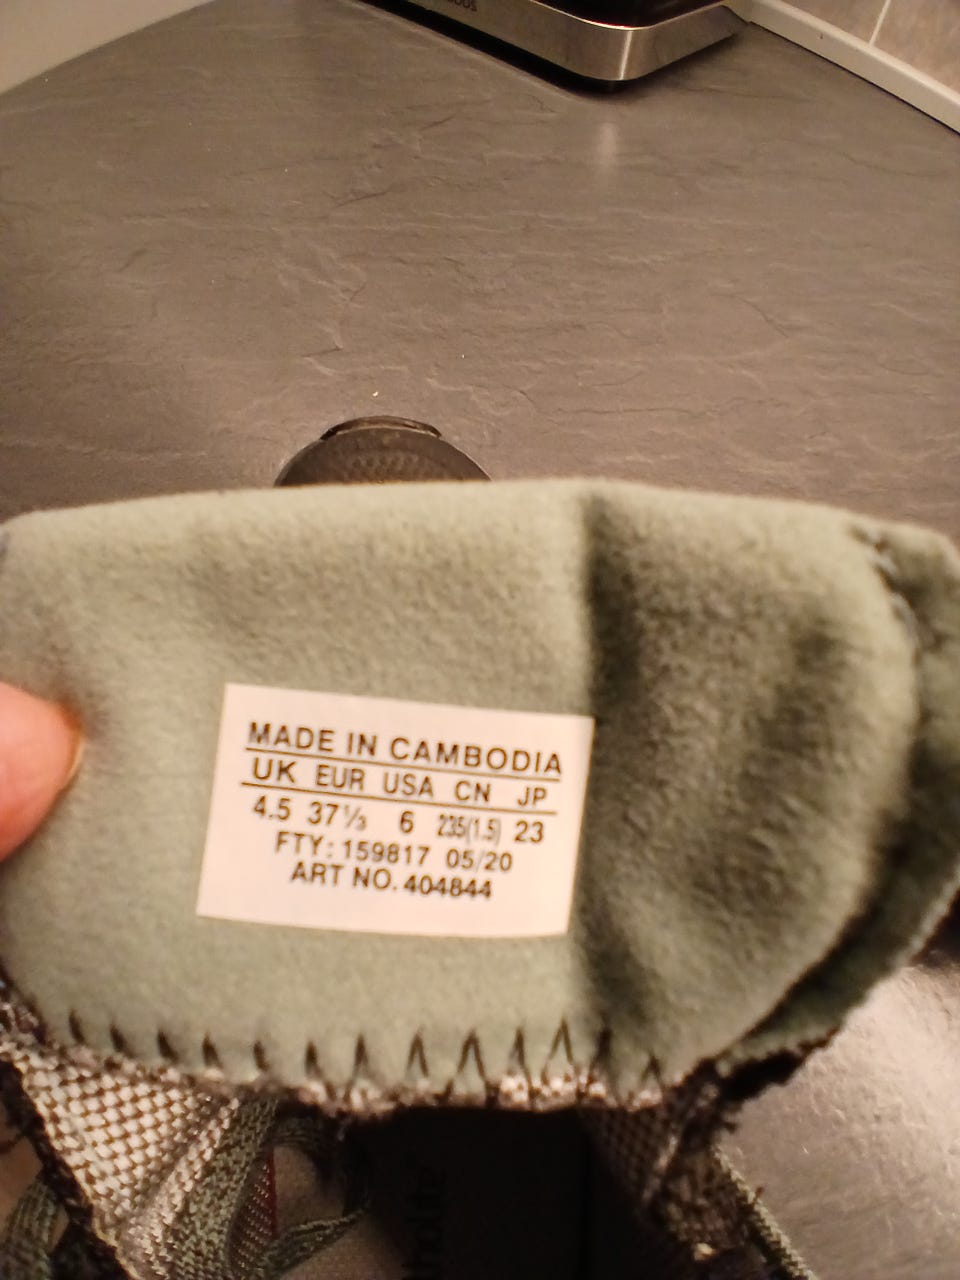 MADE IN CAMBODIA
UK EUR USA CN JP
4.5 37⅓ 6 235(1.5) 23
FTY: 159817 05/20
ART NO. 404844